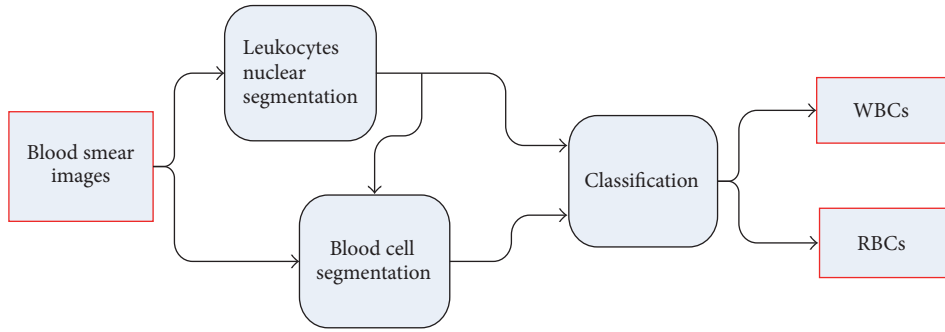 Blood smear
images
Leukocytes
nuclear
segmentation
Blood cell
segmentation
Classification
WBCs
RBCs